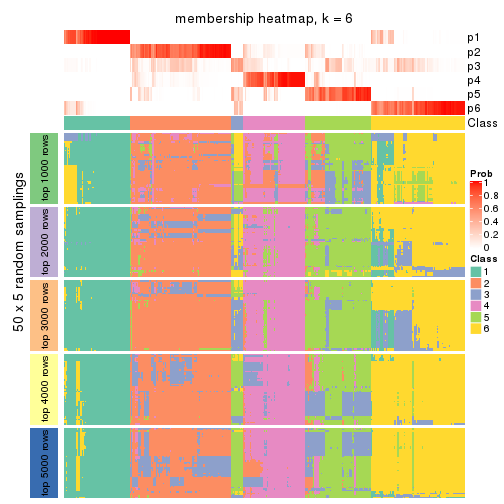 membership heatmap, k = 6
p1
p2
p3
p4
p5
p6
Class
50 x 5 random samplings
top 1000 rows
top 2000 rows
top 3000 rows
top 4000 rows
top 5000 rows
Prob
1
0.8
0.6
0.4
0.2
0
Class
1
2
3
4
5
6